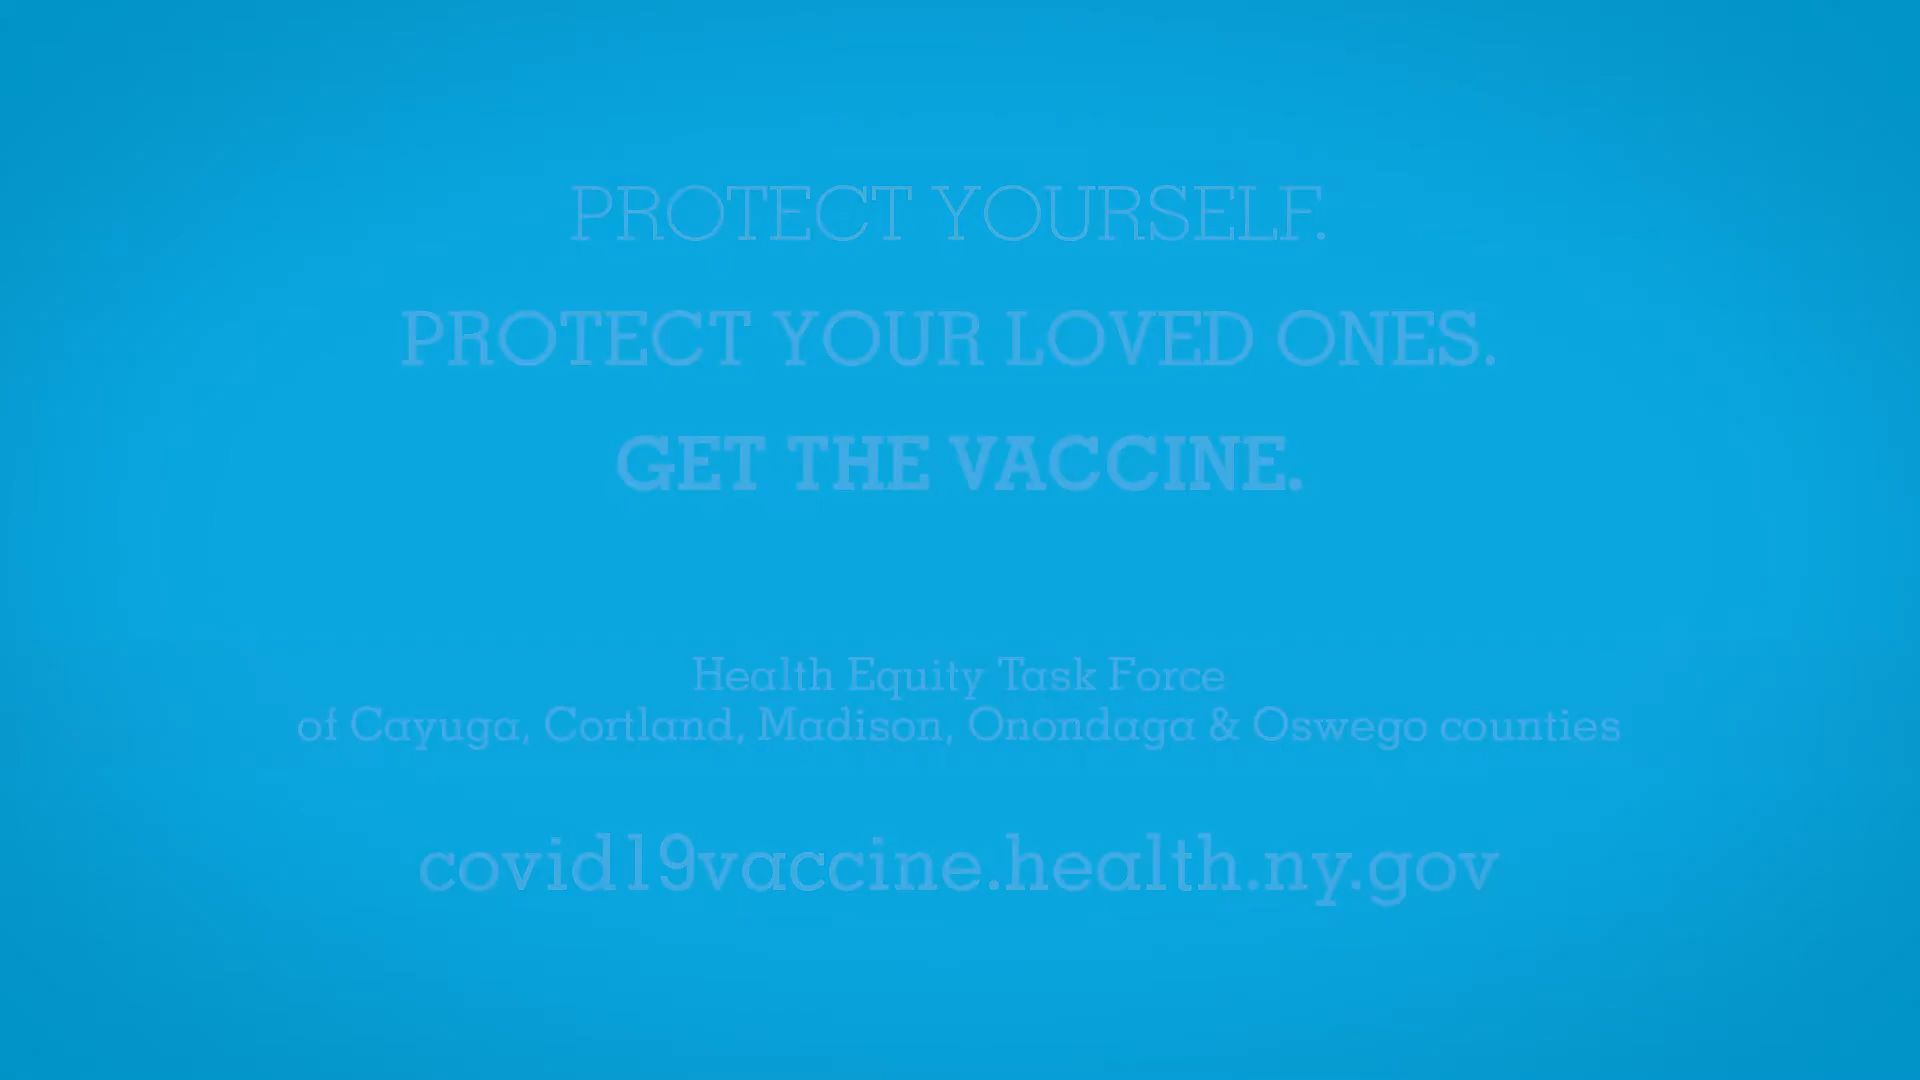 PROTECT YOURSELF.
PROTECT YOUR LOVED ONES.
GET THE VACCINE.
Health Equity Task Force
of Cayuga, Cortland, Madison, Onondaga & Oswego counties
covid19vaccine.health.ny.gov